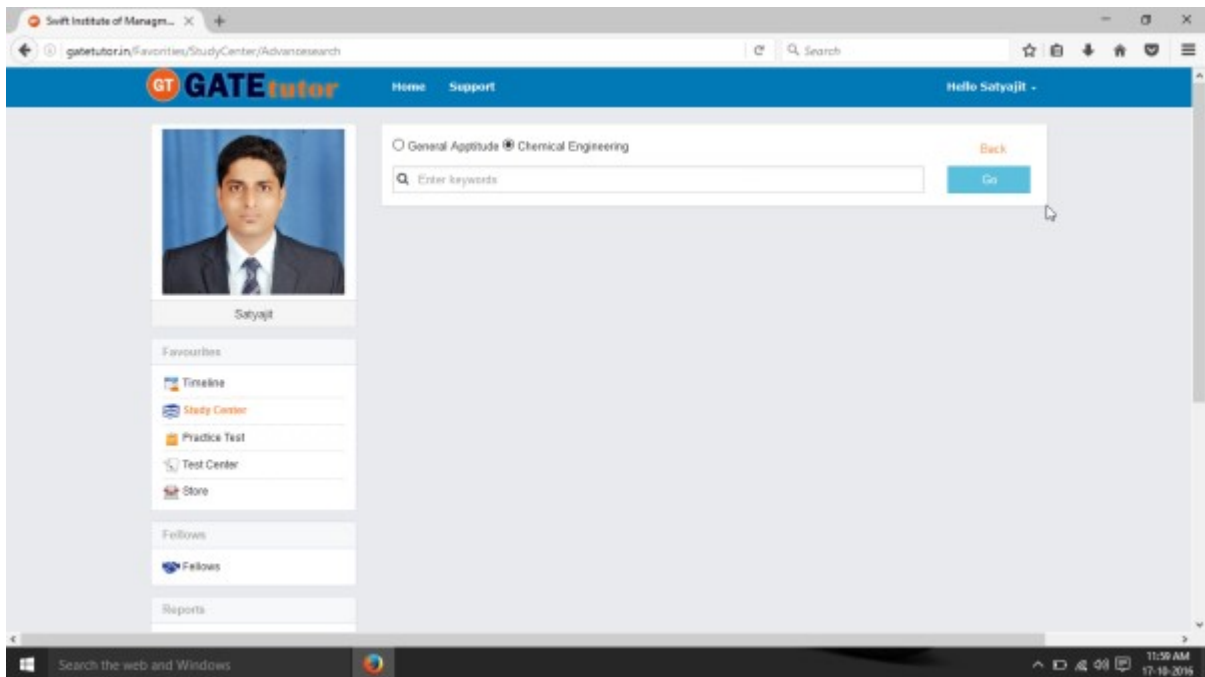 Swift Institute of Managm... × +
gatetutor.in/Favorities/StudyCenter/Advancesearch
Search
GT GATEtutor Home Support Hello Satyajit
General Apptitude Chemical Engineering Back
Enter keywords Go
Satyajit
Favourites
Timeline
Study Center
Practice Test
Test Center
Store
Fellows
Fellows
Reports
Search the web and Windows
11:59 AM
17-10-2016